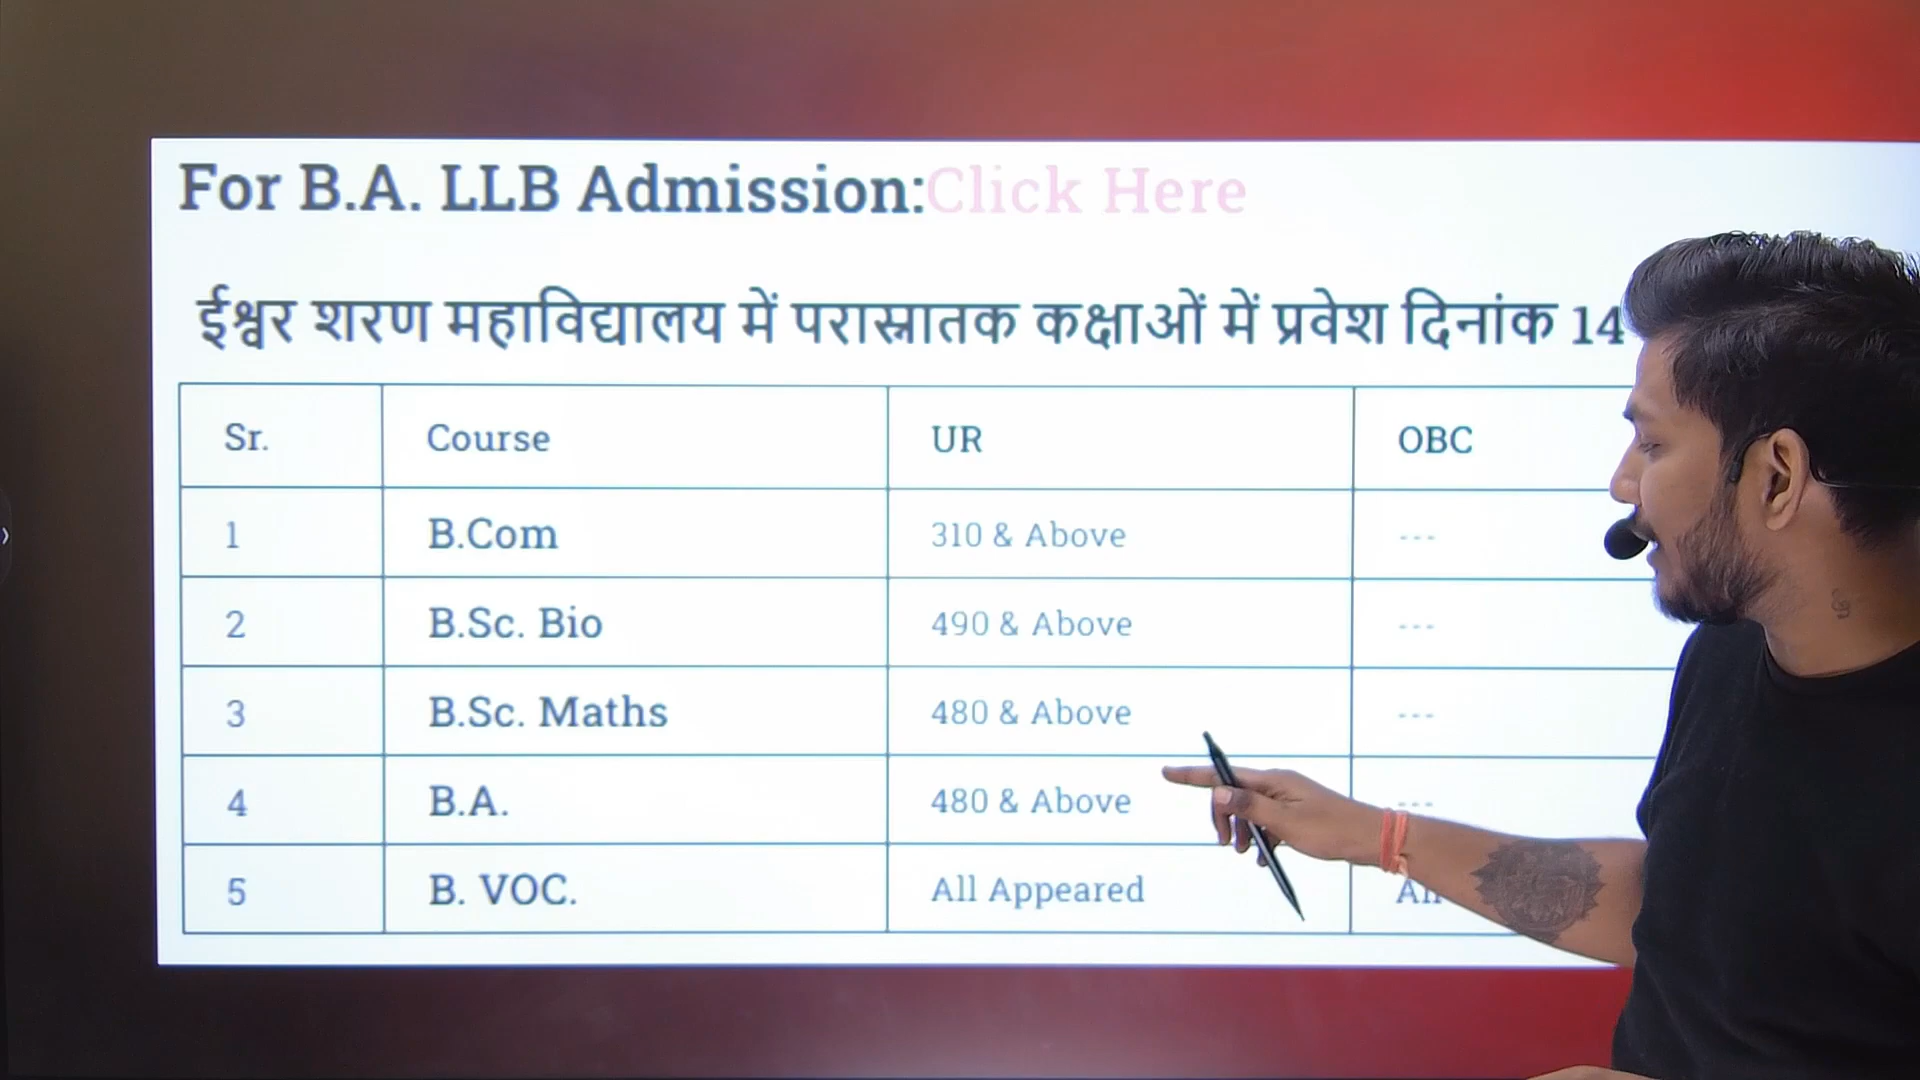 For B.A. LLB Admission:Click Here
ईश्वर शरण महाविद्यालय में परास्नातक कक्षाओं में प्रवेश दिनांक 14
Sr. Course UR OBC
1 B.Com 310 & Above ---
2 B.Sc. Bio 490 & Above ---
3 B.Sc. Maths 480 & Above ---
4 B.A. 480 & Above ---
5 B. VOC. All Appeared